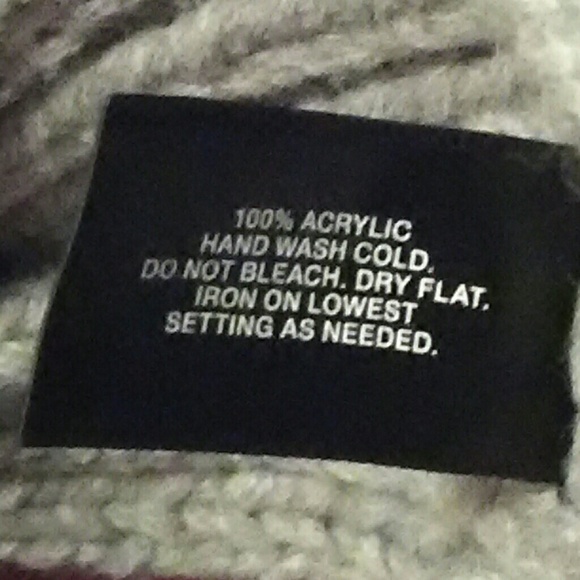 100% ACRYLIC
HAND WASH COLD.
DO NOT BLEACH. DRY FLAT.
IRON ON LOWEST
SETTING AS NEEDED.